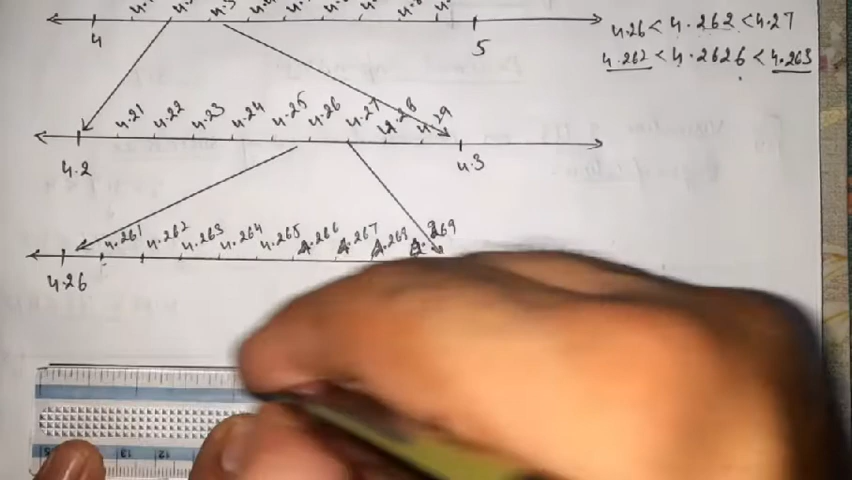 4 5
4.26 < 4.262 < 4.27
4.262 < 4.2626 < 4.263
4.21 4.22 4.23 4.24 4.25 4.26 4.27 4.28 4.29
4.2 4.3
4.261 4.262 4.263 4.264 4.265 4.266 4.267 4.268 4.269
4.26
13 12